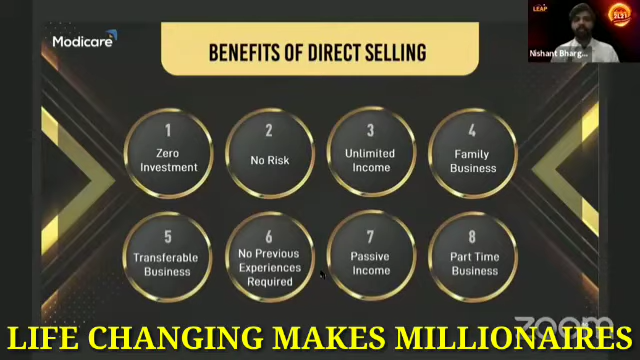 Modicare
BENEFITS OF DIRECT SELLING
LEAP
Nishant Bharg...
1
Zero
Investment
2
No Risk
3
Unlimited
Income
4
Family
Business
5
Transferable
Business
6
No Previous
Experiences
Required
7
Passive
Income
8
Part Time
Business
zoom
LIFE CHANGING MAKES MILLIONAIRES